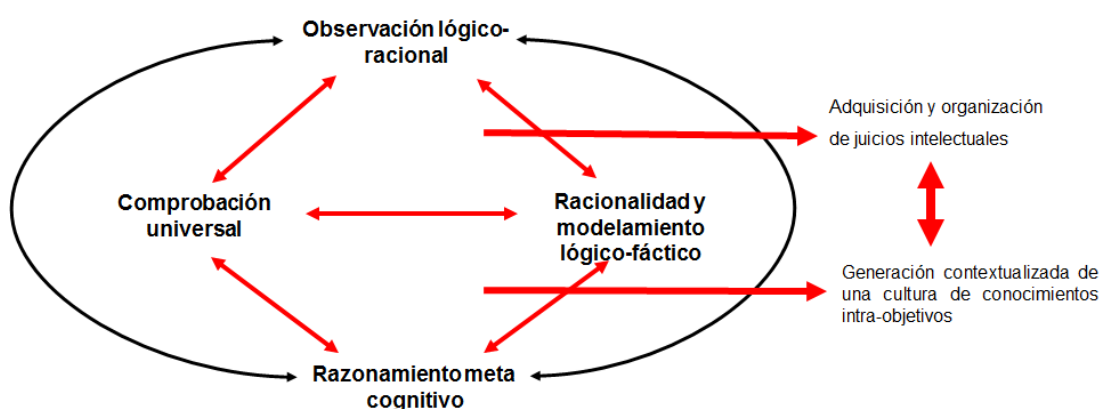 Observación lógico-
racional
Adquisición y organización
de juicios intelectuales
Comprobación
universal
Racionalidad y
modelamiento
lógico-fáctico
Generación contextualizada de
una cultura de conocimientos
intra-objetivos
Razonamiento meta
cognitivo